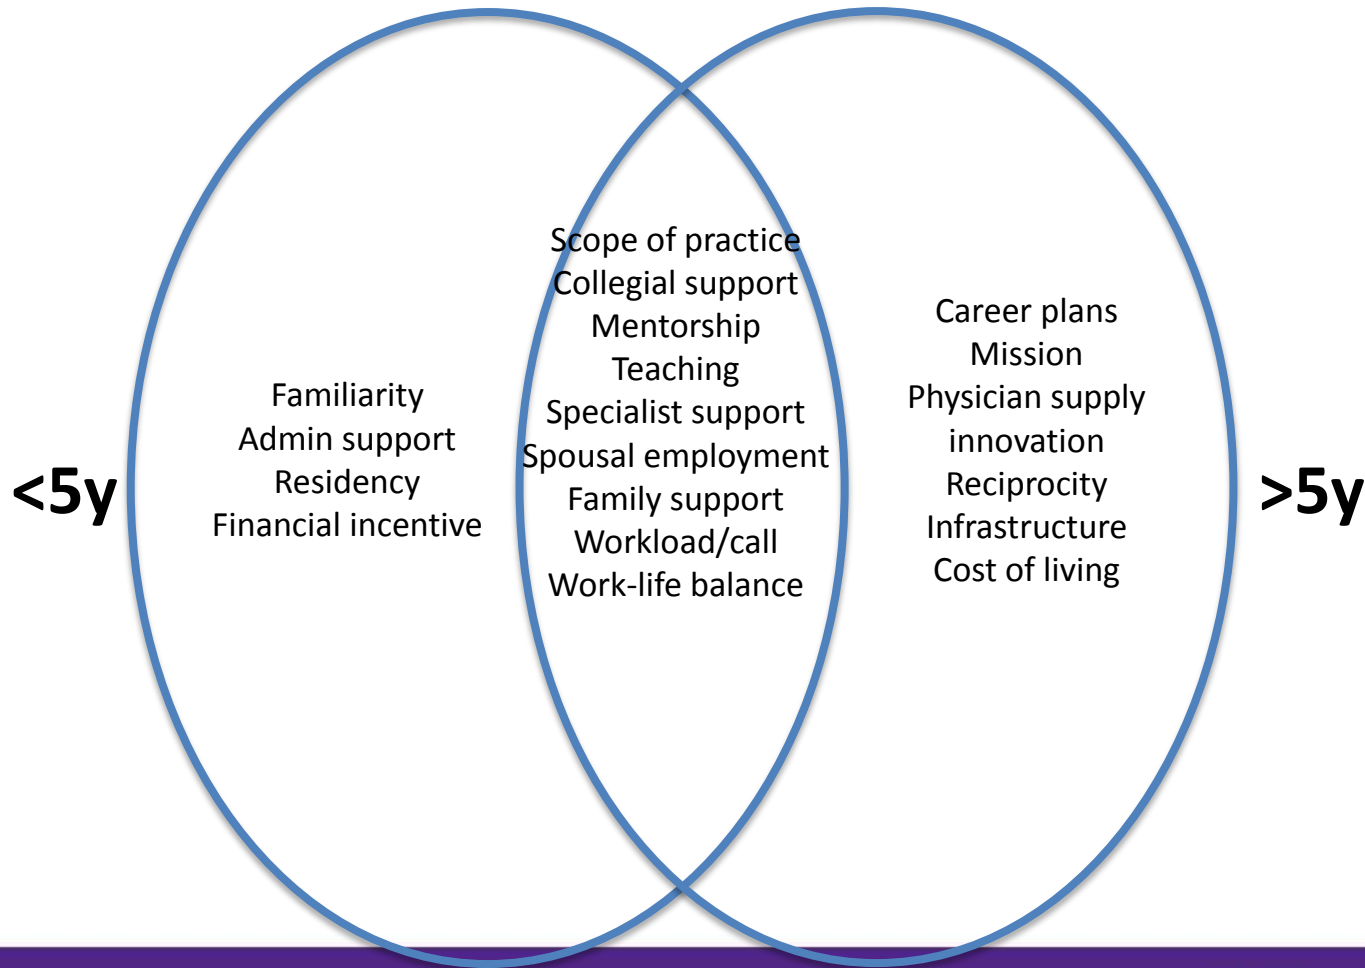 <5y
Familiarity
Admin support
Residency
Financial incentive
Scope of practice
Collegial support
Mentorship
Teaching
Specialist support
Spousal employment
Family support
Workload/call
Work-life balance
Career plans
Mission
Physician supply
innovation
Reciprocity
Infrastructure
Cost of living
>5y